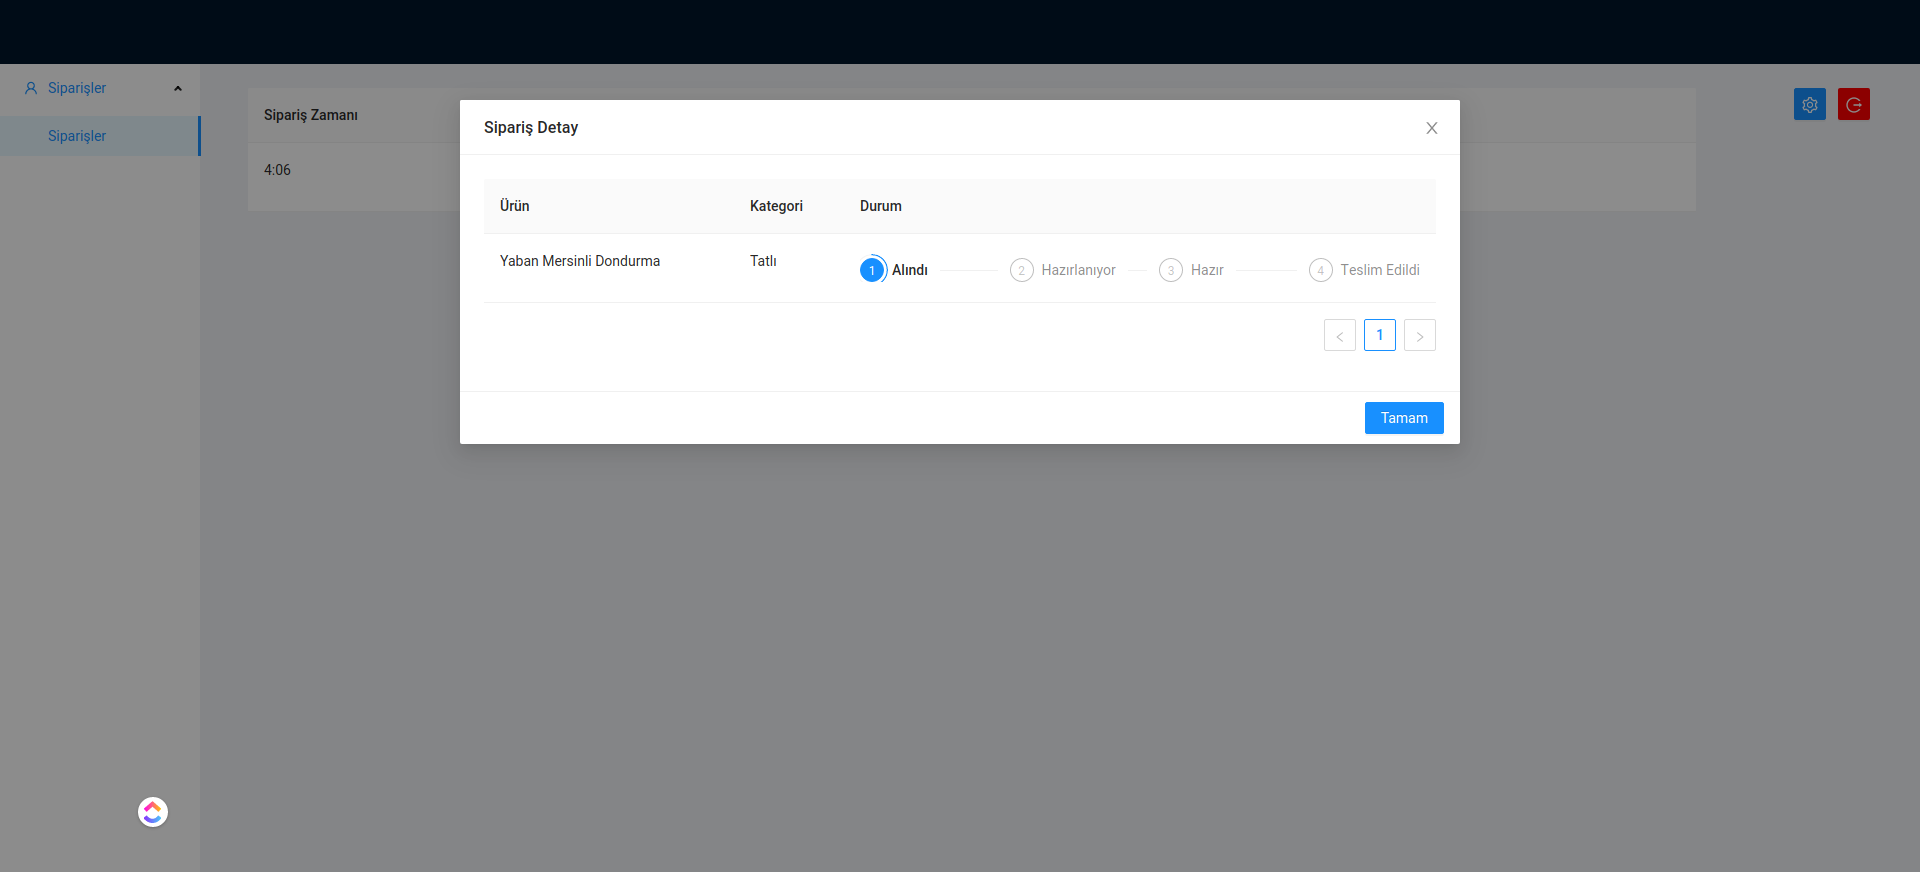 Siparişler
Siparişler
Sipariş Zamanı
4:06
Sipariş Detay
Ürün Kategori Durum
Yaban Mersinli Dondurma Tatlı 1 Alındı 2 Hazırlanıyor 3 Hazır 4 Teslim Edildi
< 1 >
Tamam